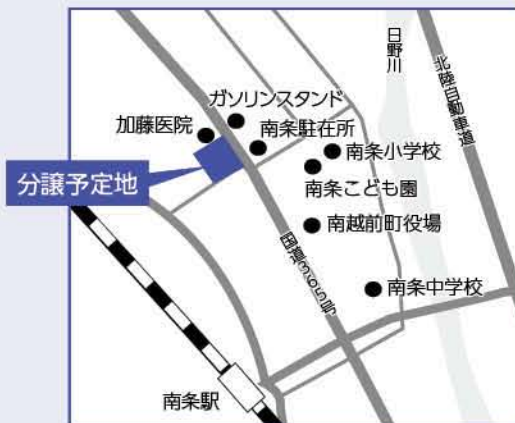 日野川
北陸自動車道
ガソリンスタンド
加藤医院
南条駐在所
南条小学校
分譲予定地
南条こども園
南越前町役場
国道365号
南条中学校
南条駅